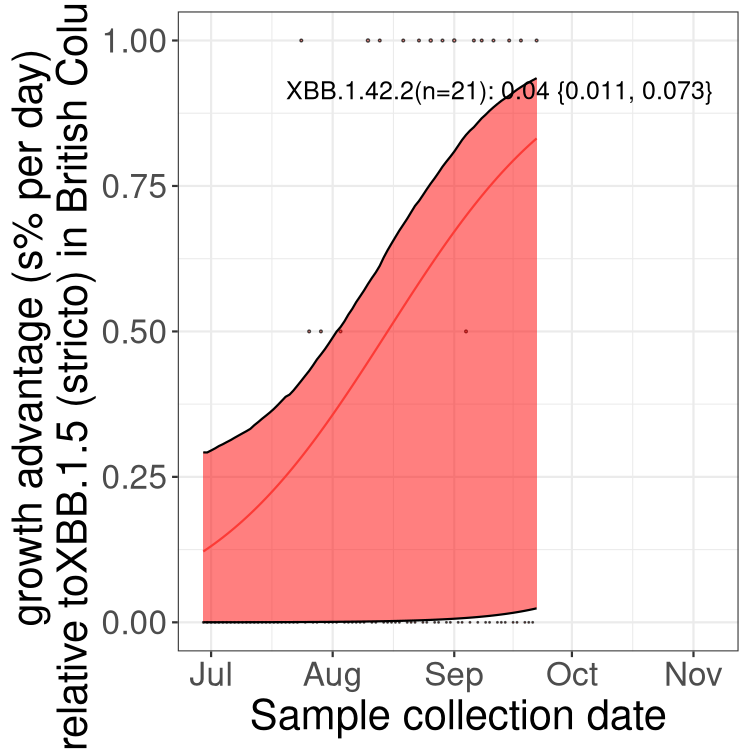 growth advantage (s% per day)
relative toXBB.1.5 (stricto) in British Colu
1.00
0.75
0.50
0.25
0.00
XBB.1.42.2(n=21): 0.04 {0.011, 0.073}
Jul Aug Sep Oct Nov
Sample collection date